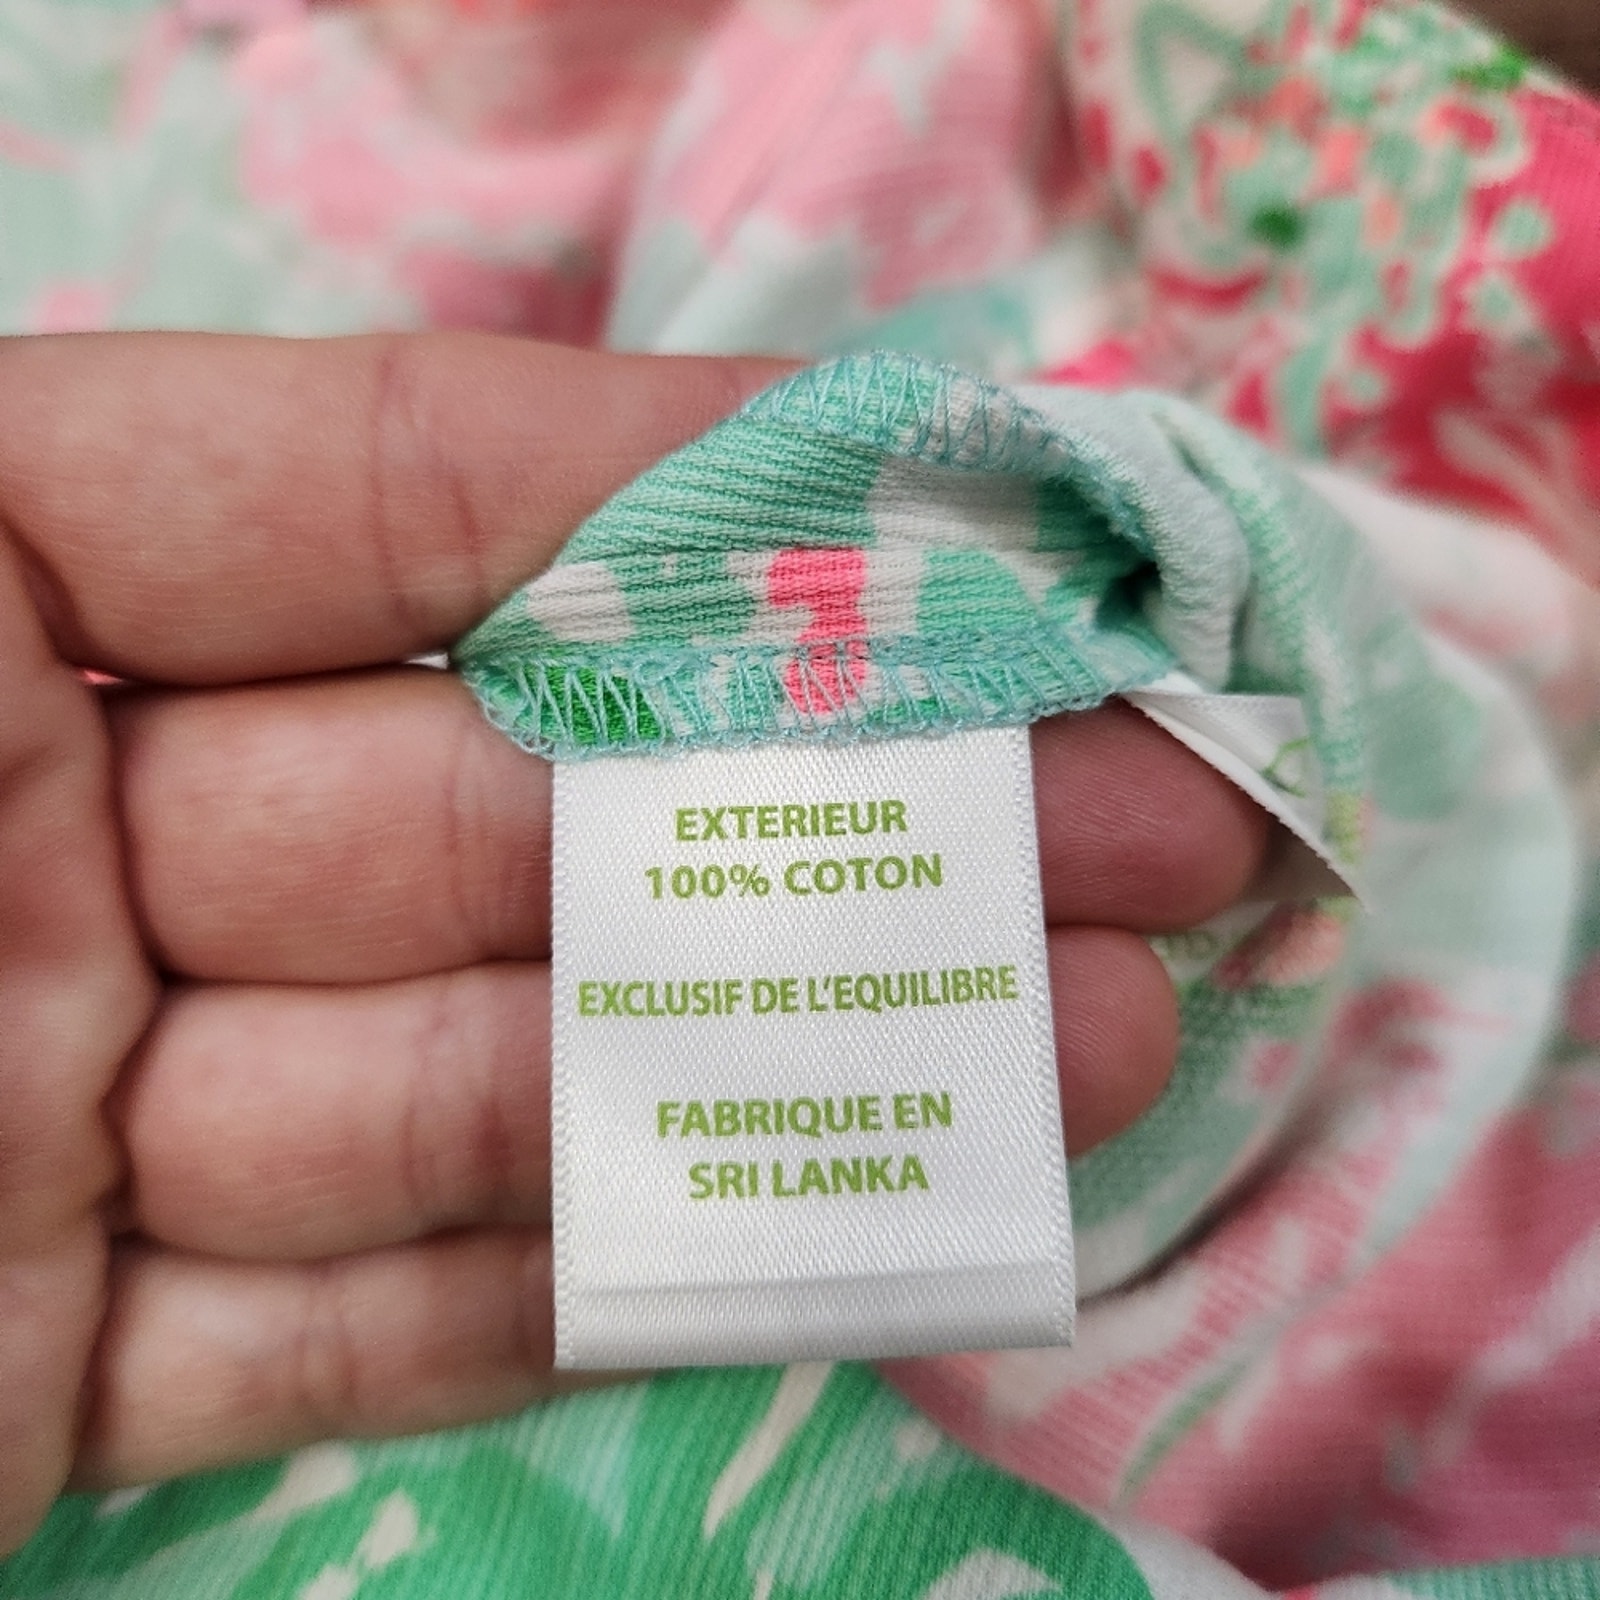 EXTERIEUR
100% COTON
EXCLUSIF DE L'EQUILIBRE
FABRIQUE EN
SRI LANKA